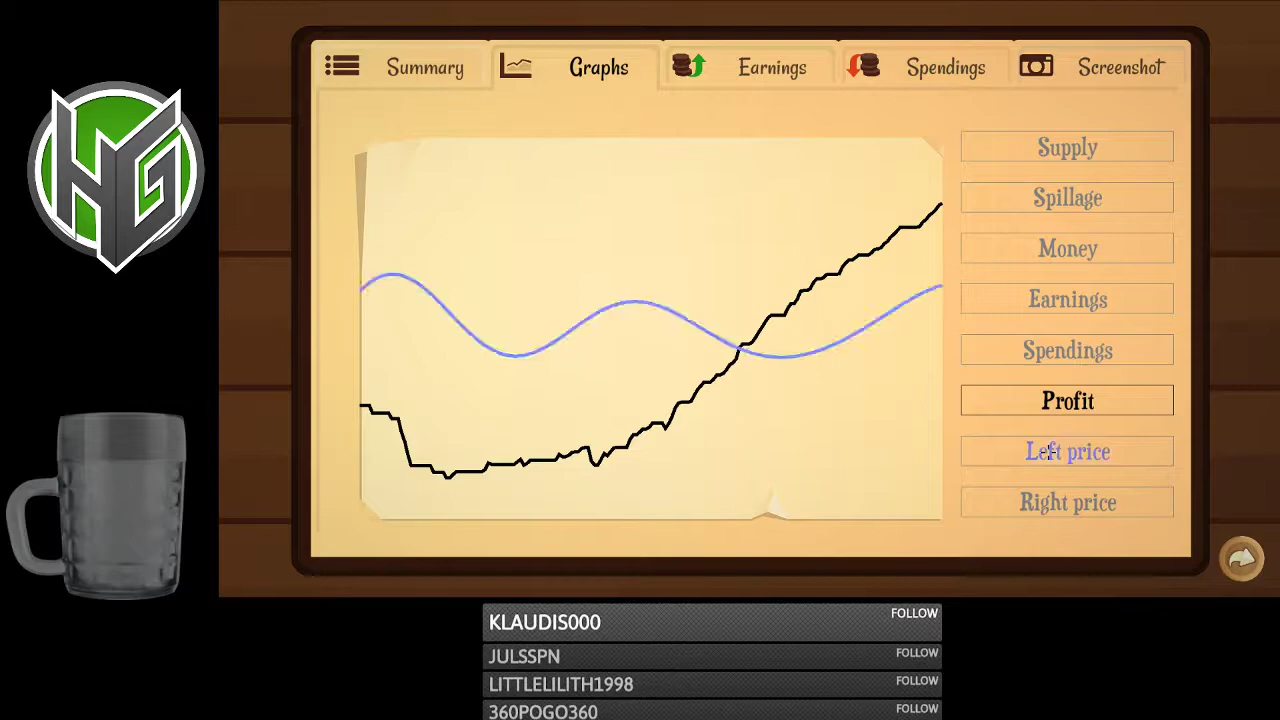 Summary
Graphs
Earnings
Spendings
Screenshot
Supply
Spillage
Money
Earnings
Spendings
Profit
Left price
Right price
HG
KLAUDIS000 FOLLOW
JULSSPN FOLLOW
LITTLELILITH1998 FOLLOW
360POGO360 FOLLOW